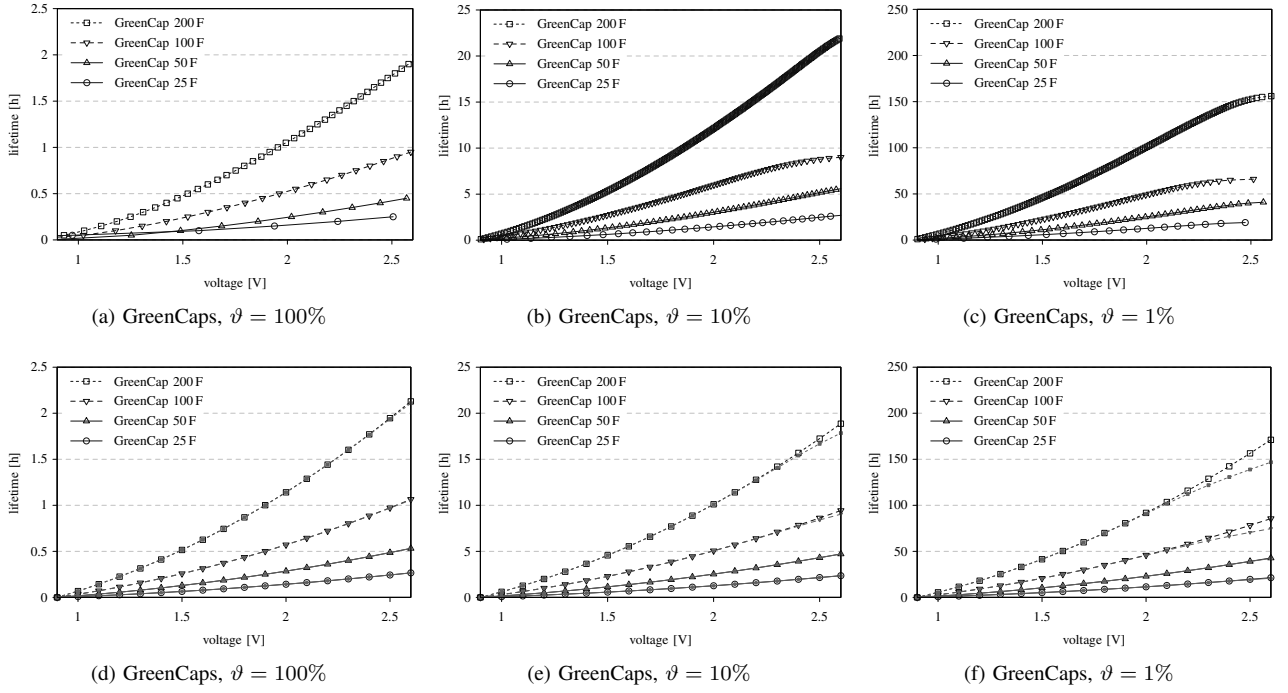 2.5
2
1.5
1
0.5
0
lifetime [h]
GreenCap 200 F
GreenCap 100 F
GreenCap 50 F
GreenCap 25 F
1 1.5 2 2.5
voltage [V]
(a) GreenCaps, ϑ = 100%
25
20
15
10
5
0
lifetime [h]
GreenCap 200 F
GreenCap 100 F
GreenCap 50 F
GreenCap 25 F
1 1.5 2 2.5
voltage [V]
(b) GreenCaps, ϑ = 10%
250
200
150
100
50
0
lifetime [h]
GreenCap 200 F
GreenCap 100 F
GreenCap 50 F
GreenCap 25 F
1 1.5 2 2.5
voltage [V]
(c) GreenCaps, ϑ = 1%
2.5
2
1.5
1
0.5
0
lifetime [h]
GreenCap 200 F
GreenCap 100 F
GreenCap 50 F
GreenCap 25 F
1 1.5 2 2.5
voltage [V]
(d) GreenCaps, ϑ = 100%
25
20
15
10
5
0
lifetime [h]
GreenCap 200 F
GreenCap 100 F
GreenCap 50 F
GreenCap 25 F
1 1.5 2 2.5
voltage [V]
(e) GreenCaps, ϑ = 10%
250
200
150
100
50
0
lifetime [h]
GreenCap 200 F
GreenCap 100 F
GreenCap 50 F
GreenCap 25 F
1 1.5 2 2.5
voltage [V]
(f) GreenCaps, ϑ = 1%